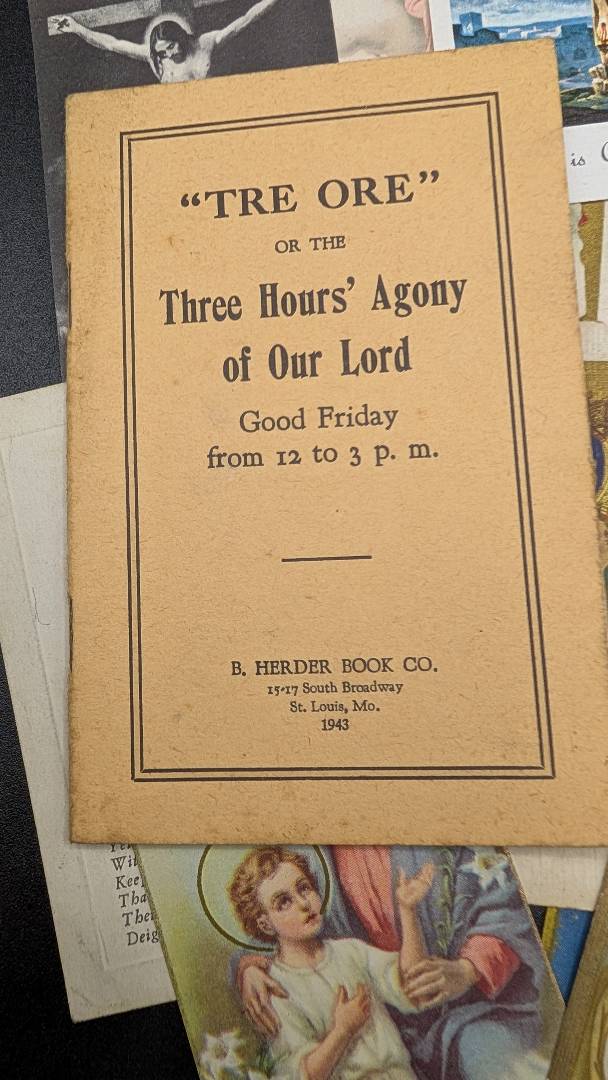 is
"TRE ORE"
OR THE
Three Hours' Agony
of Our Lord
Good Friday
from 12 to 3 p. m.
B. HERDER BOOK CO.
15-17 South Broadway
St. Louis, Mo.
1943